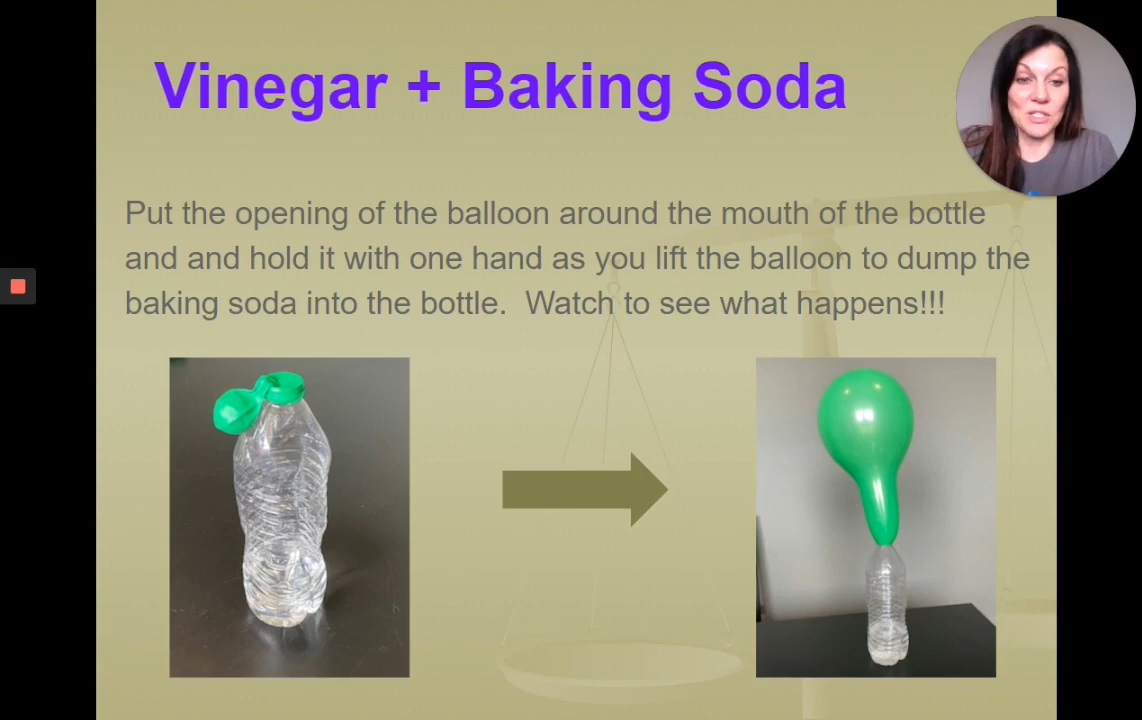 Vinegar + Baking Soda
Put the opening of the balloon around the mouth of the bottle
and and hold it with one hand as you lift the balloon to dump the
baking soda into the bottle.  Watch to see what happens!!!